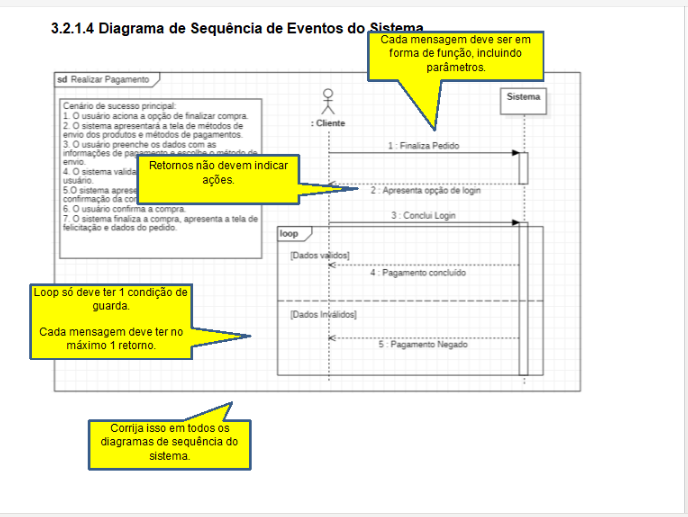 3.2.1.4 Diagrama de Sequência de Eventos do Sistema
Cada mensagem deve ser em
forma de função, incluindo
parâmetros.
sd Realizar Pagamento
Cenário de sucesso principal:
1. O usuário aciona a opção de finalizar compra.
2. O sistema apresentará a tela de métodos de
envio dos produtos e métodos de pagamentos.
3. O usuário preenche os dados com as
informações de pagamento e escolhe o método de
envio.
4. O sistema valida
usuário.
5.O sistema aprese
confirmação da con
6. O usuário confirma a compra.
7. O sistema finaliza a compra, apresenta a tela de
felicitação e dados do pedido.
: Cliente
Sistema
1 : Finaliza Pedido
Retornos não devem indicar
ações.
2 : Apresenta opção de login
3 : Conclui Login
loop
[Dados validos]
4 : Pagamento concluído
[Dados Inválidos]
5 : Pagamento Negado
Loop só deve ter 1 condição de
guarda.
Cada mensagem deve ter no
máximo 1 retorno.
Corrija isso em todos os
diagramas de sequência do
sistema.